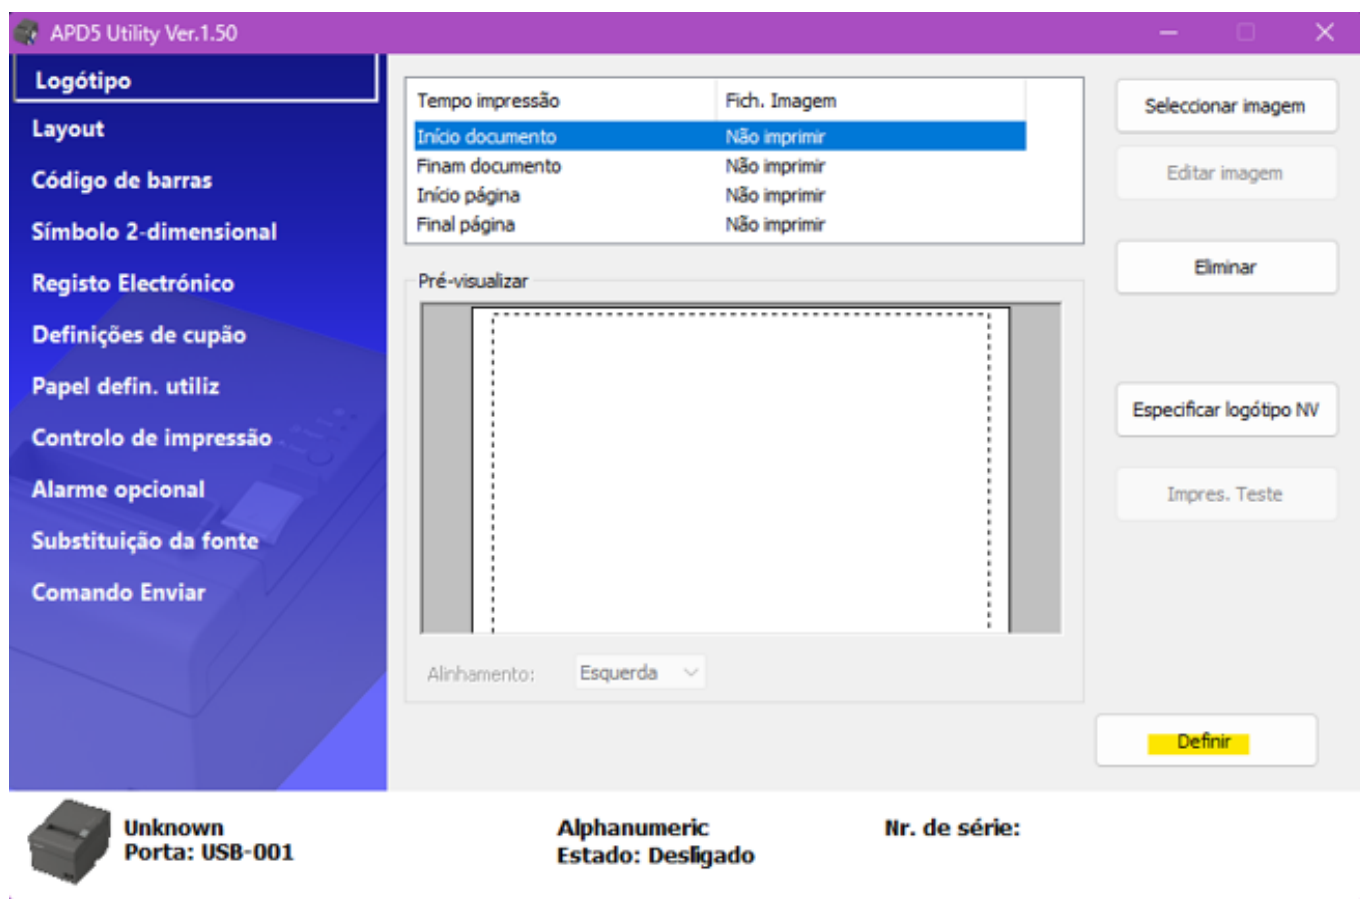 APD5 Utility Ver.1.50
Logótipo
Layout
Código de barras
Símbolo 2-dimensional
Registo Electrónico
Definições de cupão
Papel defin. utiliz
Controlo de impressão
Alarme opcional
Substituição da fonte
Comando Enviar
Tempo impressão Fich. Imagem
Início documento Não imprimir
Finam documento Não imprimir
Início página Não imprimir
Final página Não imprimir
Pré-visualizar
Alinhamento: Esquerda
Seleccionar imagem
Editar imagem
Eliminar
Especificar logótipo NV
Impres. Teste
Definir
Unknown
Porta: USB-001
Alphanumeric
Estado: Desligado
Nr. de série: